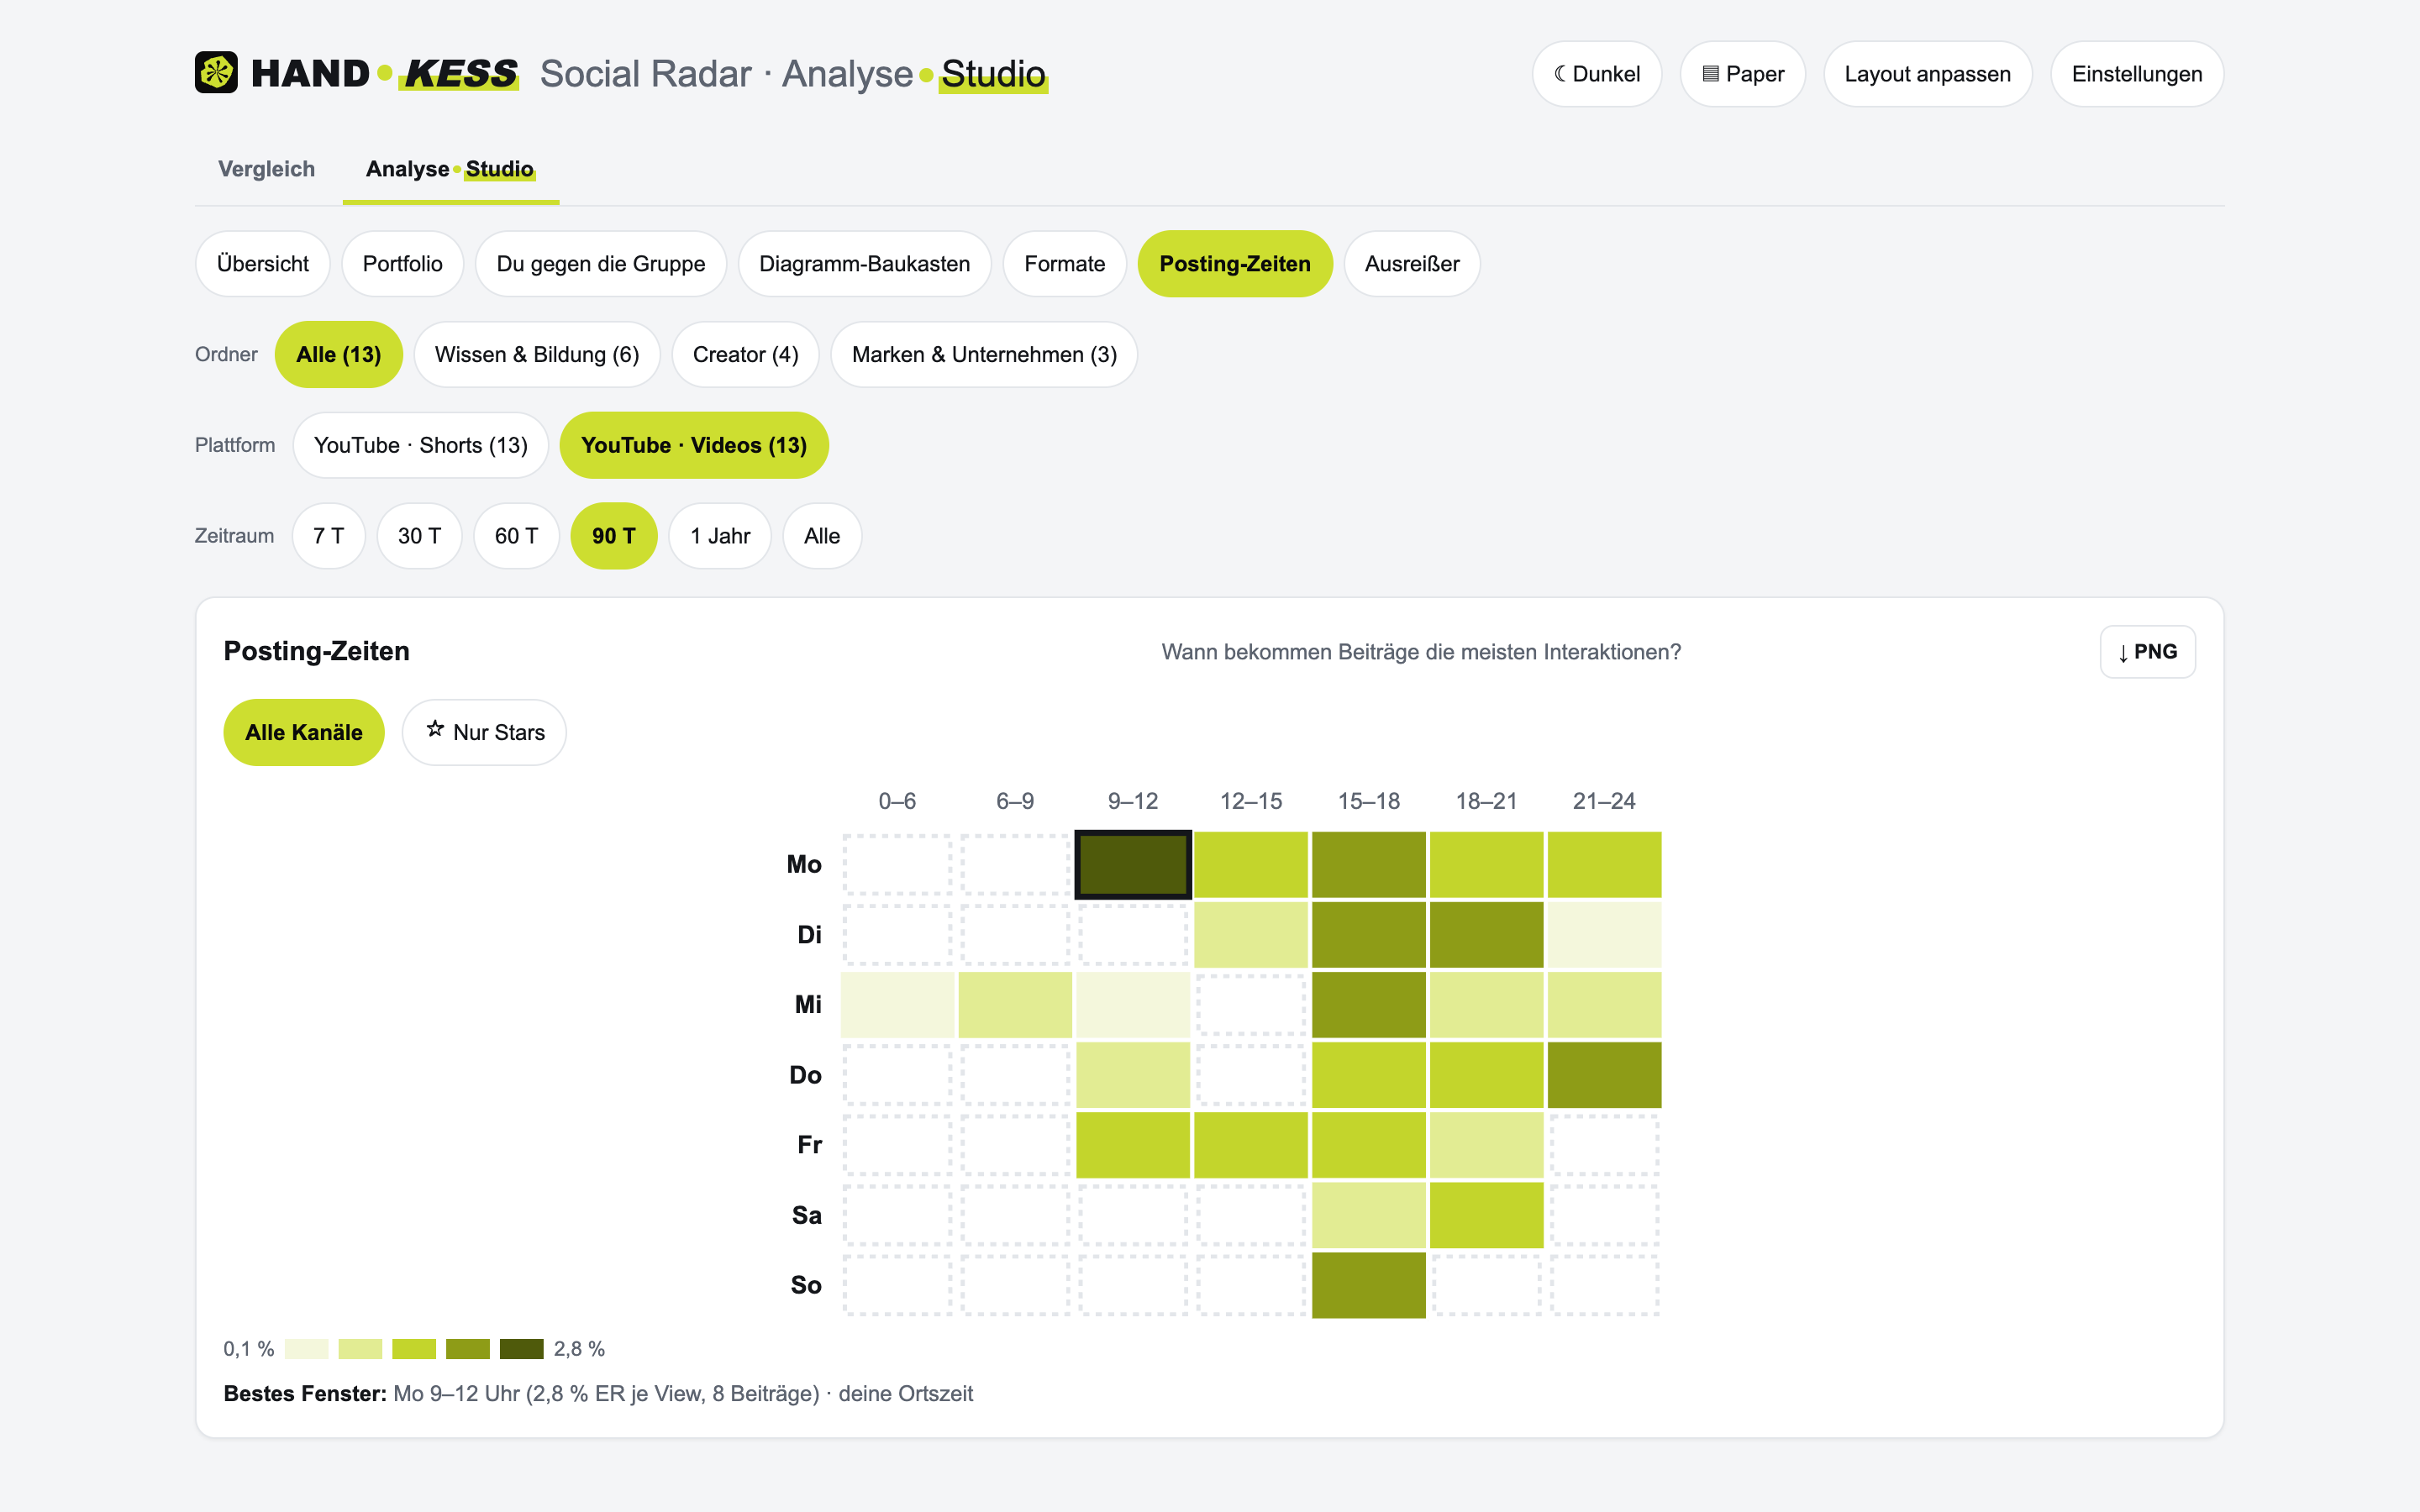 HAND•KESS Social Radar · Analyse•Studio
☾ Dunkel
▤ Paper
Layout anpassen
Einstellungen
Vergleich
Analyse•Studio
Übersicht
Portfolio
Du gegen die Gruppe
Diagramm-Baukasten
Formate
Posting-Zeiten
Ausreißer
Ordner
Alle (13)
Wissen & Bildung (6)
Creator (4)
Marken & Unternehmen (3)
Plattform
YouTube · Shorts (13)
YouTube · Videos (13)
Zeitraum
7 T
30 T
60 T
90 T
1 Jahr
Alle
Posting-Zeiten
Wann bekommen Beiträge die meisten Interaktionen?
↓ PNG
Alle Kanäle
☆ Nur Stars
0–6
6–9
9–12
12–15
15–18
18–21
21–24
Mo
Di
Mi
Do
Fr
Sa
So
0,1 %
2,8 %
Bestes Fenster: Mo 9–12 Uhr (2,8 % ER je View, 8 Beiträge) · deine Ortszeit